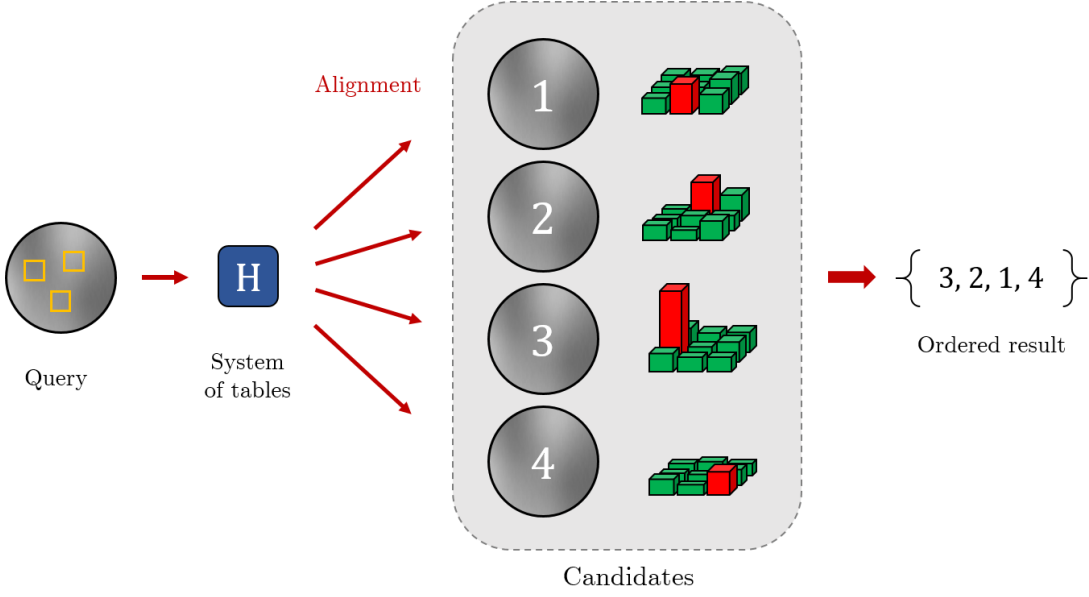 Alignment
1
2
3
4
H
{ 3, 2, 1, 4 }
Query
System
of tables
Ordered result
Candidates